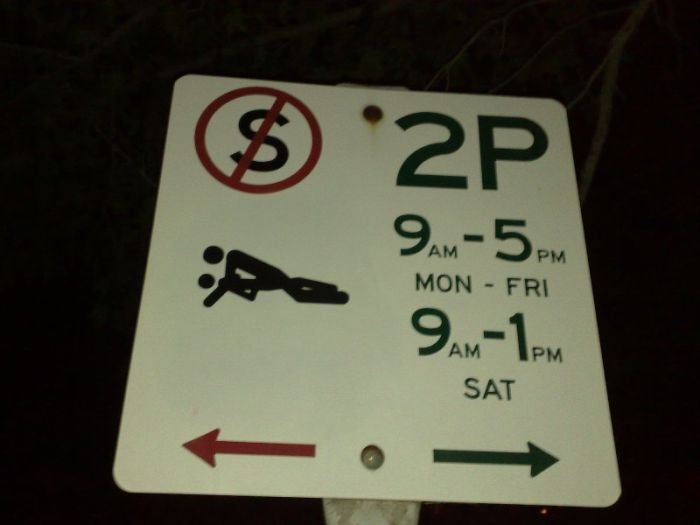 S
2P
9AM-5PM
MON - FRI
9AM-1PM
SAT